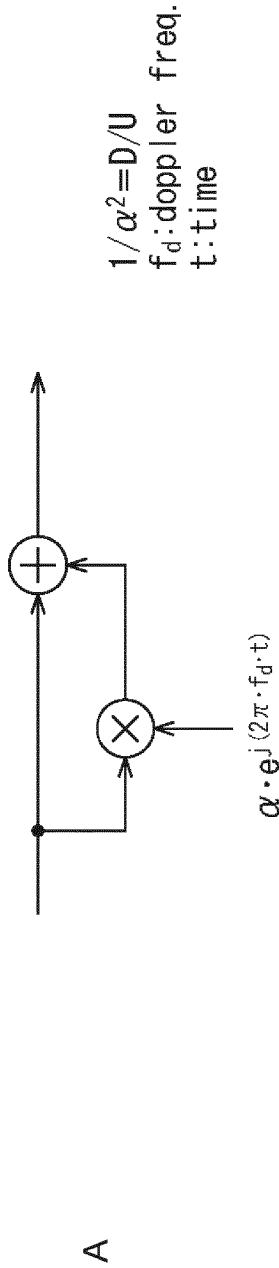 A
α·e^{j(2π·f_d·t)}
1/α²=D/U
f_d:doppler freq.
t:time